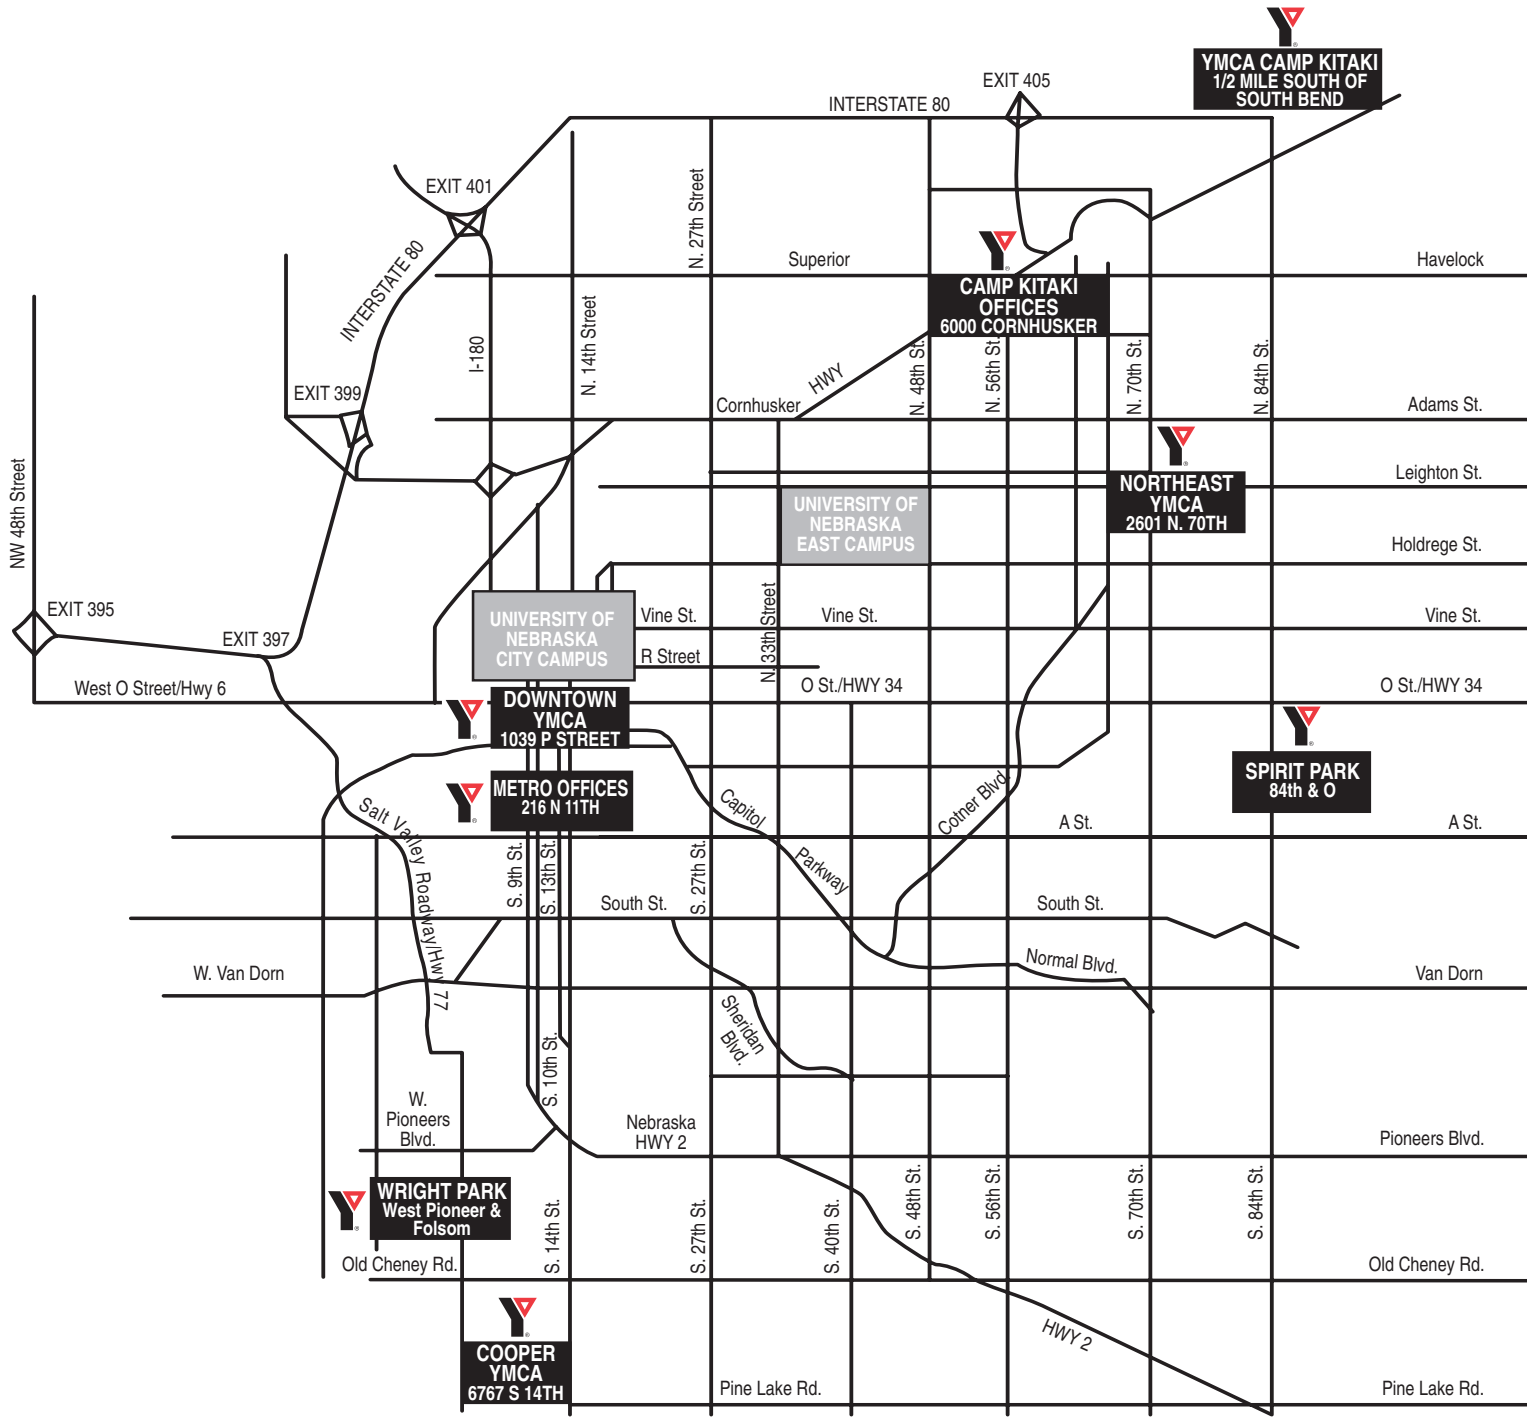 YMCA CAMP KITAKI
1/2 MILE SOUTH OF
SOUTH BEND
EXIT 405
INTERSTATE 80
EXIT 401
N. 27th Street
INTERSTATE 80
Superior
Havelock
CAMP KITAKI
OFFICES
6000 CORNHUSKER
N. 14th Street
I-180
HWY
N. 48th St.
N. 56th St.
N. 70th St.
N. 84th St.
EXIT 399
Cornhusker
Adams St.
NW 48th Street
Leighton St.
NORTHEAST
YMCA
2601 N. 70TH
UNIVERSITY OF
NEBRASKA
EAST CAMPUS
Holdrege St.
EXIT 395
EXIT 397
UNIVERSITY OF
NEBRASKA
CITY CAMPUS
Vine St.
N. 33th Street
Vine St.
Vine St.
R Street
West O Street/Hwy 6
O St./HWY 34
O St./HWY 34
DOWNTOWN
YMCA
1039 P STREET
METRO OFFICES
216 N 11TH
SPIRIT PARK
84th & O
Salt Valley Roadway/Hwy 77
Capitol
Parkway
Cotner Blvd.
A St.
A St.
S. 9th St.
S. 13th St.
S. 27th St.
South St.
South St.
W. Van Dorn
Normal Blvd.
Van Dorn
Sheridan
Blvd.
S. 10th St.
W.
Pioneers
Blvd.
Nebraska
HWY 2
Pioneers Blvd.
WRIGHT PARK
West Pioneer &
Folsom
S. 14th St.
S. 27th St.
S. 40th St.
S. 48th St.
S. 56th St.
S. 70th St.
S. 84th St.
Old Cheney Rd.
Old Cheney Rd.
HWY 2
COOPER
YMCA
6767 S 14TH
Pine Lake Rd.
Pine Lake Rd.